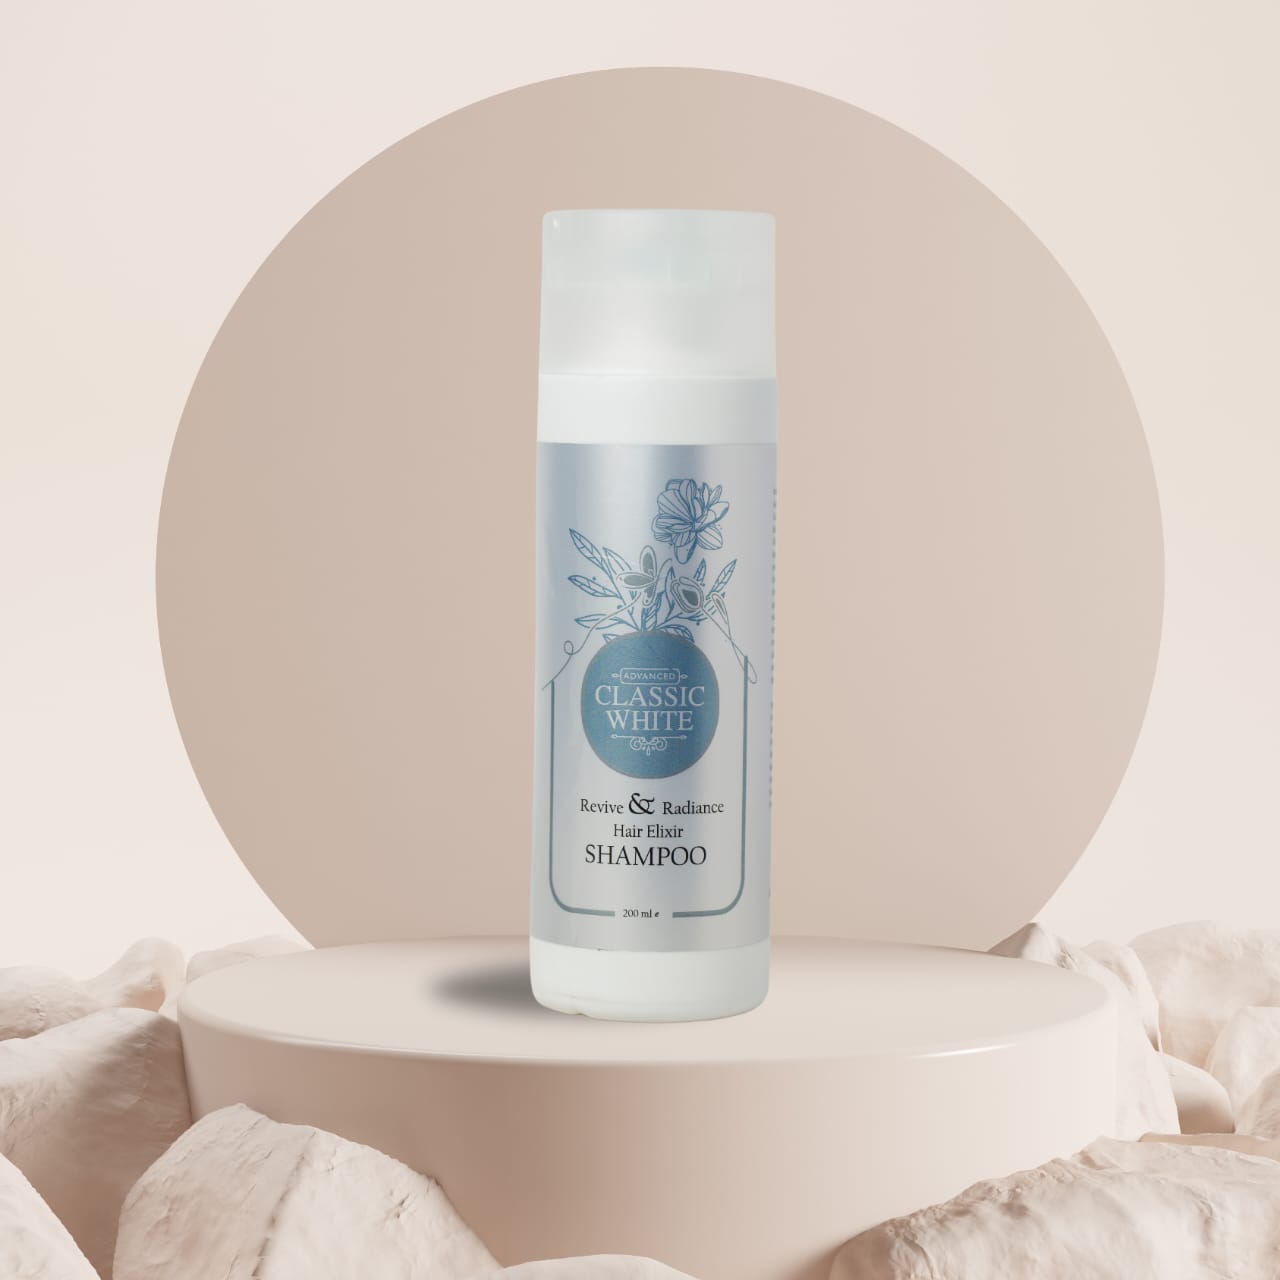 ADVANCED
CLASSIC
WHITE
Revive & Radiance
Hair Elixir
SHAMPOO
200 ml e